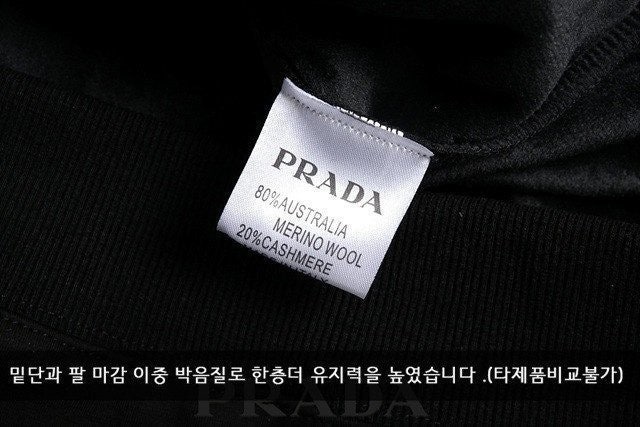 PRADA
80%AUSTRALIA
MERINO WOOL
20%CASHMERE
밑단과 팔 마감 이중 박음질로 한층더 유지력을 높였습니다 .(타제품비교불가)
PRADA